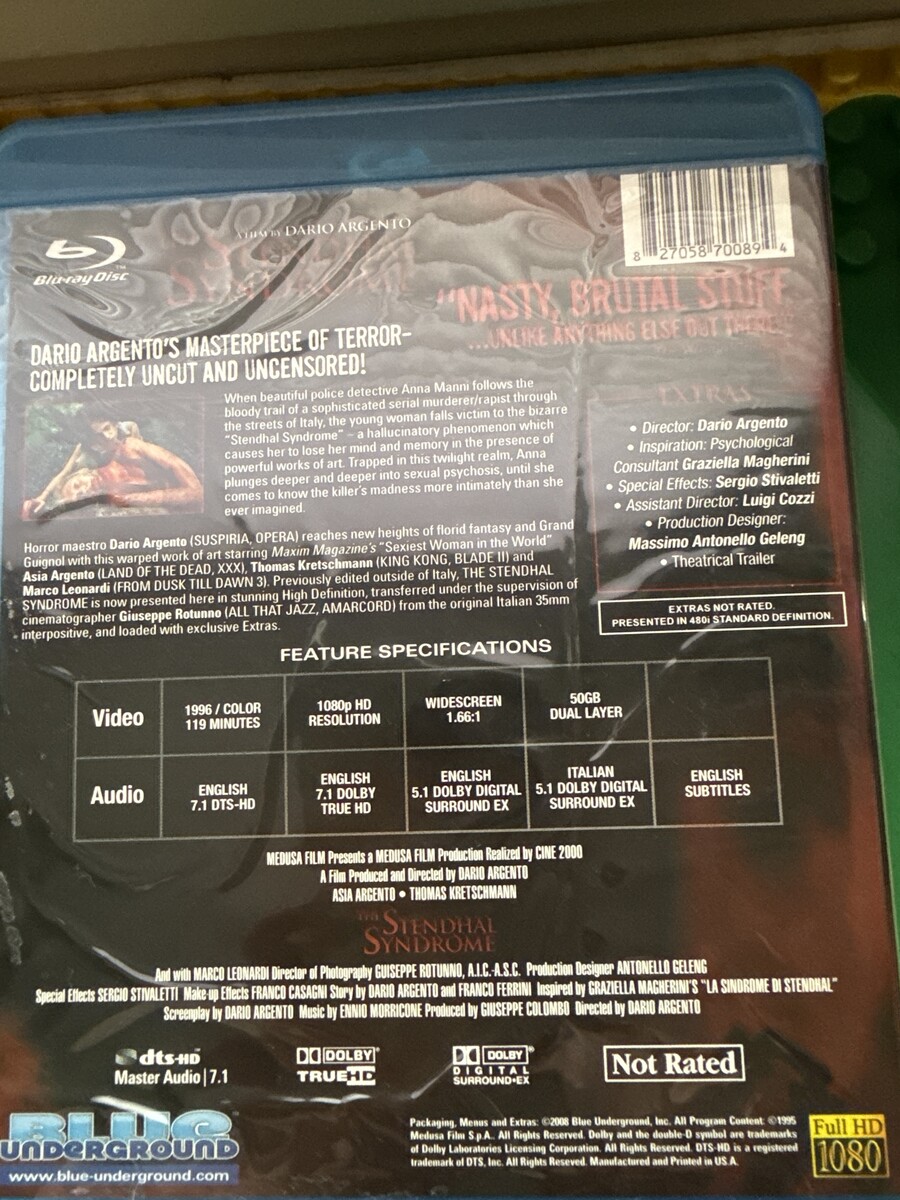 A FILM BY DARIO ARGENTO
Blu-ray Disc™
8 27058 70089 4
"NASTY, BRUTAL STUFF
...UNLIKE ANYTHING ELSE OUT THERE!"
DARIO ARGENTO'S MASTERPIECE OF TERROR–
COMPLETELY UNCUT AND UNCENSORED!
When beautiful police detective Anna Manni follows the
bloody trail of a sophisticated serial murderer/rapist through
the streets of Italy, the young woman falls victim to the bizarre
"Stendhal Syndrome" – a hallucinatory phenomenon which
causes her to lose her mind and memory in the presence of
powerful works of art. Trapped in this twilight realm, Anna
plunges deeper and deeper into sexual psychosis, until she
comes to know the killer's madness more intimately than she
ever imagined.
Horror maestro Dario Argento (SUSPIRIA, OPERA) reaches new heights of florid fantasy and Grand
Guignol with this warped work of art starring Maxim Magazine's "Sexiest Woman in the World"
Asia Argento (LAND OF THE DEAD, XXX), Thomas Kretschmann (KING KONG, BLADE II) and
Marco Leonardi (FROM DUSK TILL DAWN 3). Previously edited outside of Italy, THE STENDHAL
SYNDROME is now presented here in stunning High Definition, transferred under the supervision of
cinematographer Giuseppe Rotunno (ALL THAT JAZZ, AMARCORD) from the original Italian 35mm
interpositive, and loaded with exclusive Extras.
EXTRAS
• Director: Dario Argento
• Inspiration: Psychological
Consultant Graziella Magherini
• Special Effects: Sergio Stivaletti
• Assistant Director: Luigi Cozzi
• Production Designer:
Massimo Antonello Geleng
• Theatrical Trailer
EXTRAS NOT RATED.
PRESENTED IN 480i STANDARD DEFINITION.
FEATURE SPECIFICATIONS
Video
1996 / COLOR
119 MINUTES
1080p HD
RESOLUTION
WIDESCREEN
1.66:1
50GB
DUAL LAYER
Audio
ENGLISH
7.1 DTS-HD
ENGLISH
7.1 DOLBY
TRUE HD
ENGLISH
5.1 DOLBY DIGITAL
SURROUND EX
ITALIAN
5.1 DOLBY DIGITAL
SURROUND EX
ENGLISH
SUBTITLES
MEDUSA FILM Presents a MEDUSA FILM Production Realized by CINE 2000
A Film Produced and Directed by DARIO ARGENTO
ASIA ARGENTO • THOMAS KRETSCHMANN
THE STENDHAL
SYNDROME
And with MARCO LEONARDI Director of Photography GUISEPPE ROTUNNO, A.I.C.-A.S.C. Production Designer ANTONELLO GELENG
Special Effects SERGIO STIVALETTI Make-up Effects FRANCO CASAGNI Story by DARIO ARGENTO and FRANCO FERRINI Inspired by GRAZIELLA MAGHERINI'S "LA SINDROME DI STENDHAL"
Screenplay by DARIO ARGENTO Music by ENNIO MORRICONE Produced by GIUSEPPE COLOMBO Directed by DARIO ARGENTO
dts-HD™
Master Audio | 7.1
DOLBY®
TRUEHD
DOLBY®
DIGITAL
SURROUND•EX
Not Rated
BLUE
UNDERGROUND
www.blue-underground.com
Packaging, Menus and Extras: ©2008 Blue Underground, Inc. All Program Content: ©1995
Medusa Film S.p.A. All Rights Reserved. Dolby and the double-D symbol are trademarks
of Dolby Laboratories Licensing Corporation. All Rights Reserved. DTS-HD is a registered
trademark of DTS, Inc. All Rights Reseved. Manufactured and Printed in U.S.A.
Full HD
1080